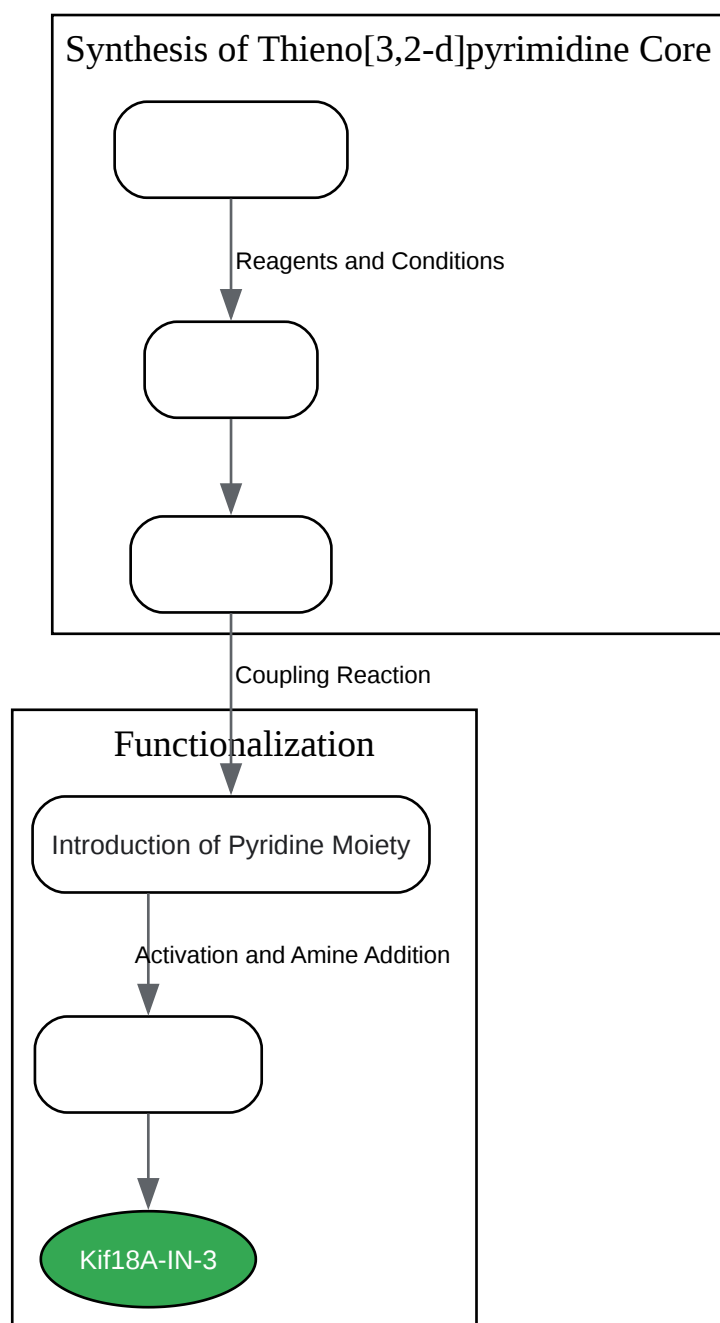 Synthesis of Thieno[3,2-d]pyrimidine Core
Reagents and Conditions
Coupling Reaction
Functionalization
Introduction of Pyridine Moiety
Activation and Amine Addition
Kif18A-IN-3